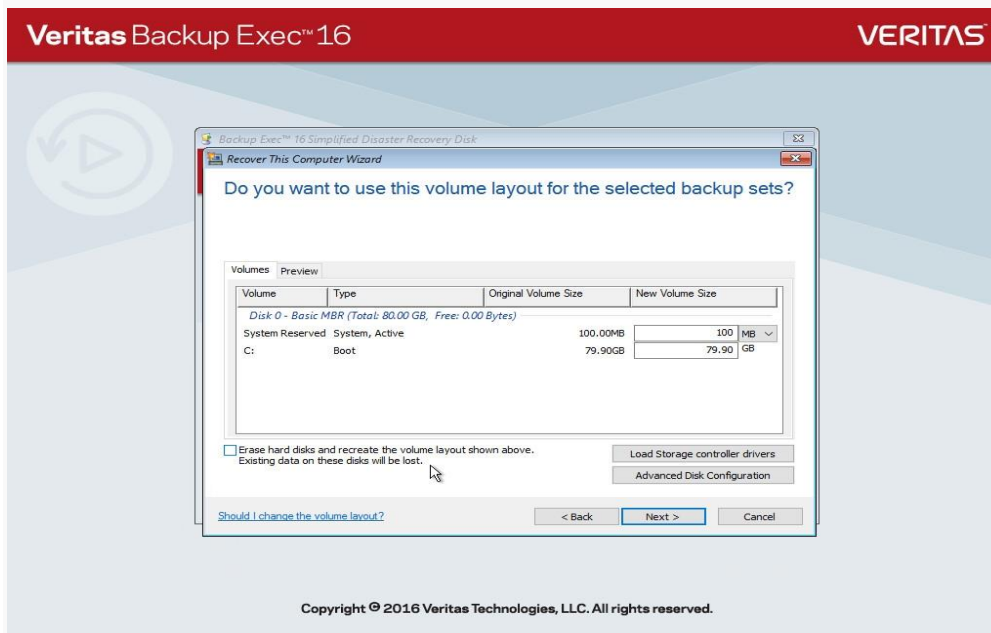 Veritas Backup Exec™ 16
VERITAS
Backup Exec™ 16 Simplified Disaster Recovery Disk
Recover This Computer Wizard
Do you want to use this volume layout for the selected backup sets?
Volumes Preview
Volume Type Original Volume Size New Volume Size
Disk 0 - Basic MBR (Total: 80.00 GB, Free: 0.00 Bytes)
System Reserved System, Active 100.00MB 100 MB
C: Boot 79.90GB 79.90 GB
Erase hard disks and recreate the volume layout shown above.
Existing data on these disks will be lost.
Load Storage controller drivers
Advanced Disk Configuration
Should I change the volume layout? < Back Next > Cancel
Copyright © 2016 Veritas Technologies, LLC. All rights reserved.